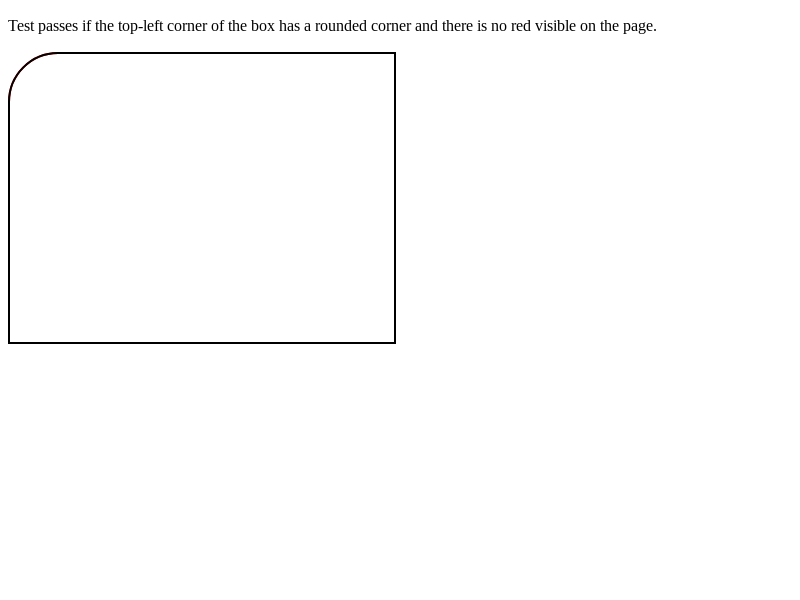 Test passes if the top-left corner of the box has a rounded corner and there is no red visible on the page.